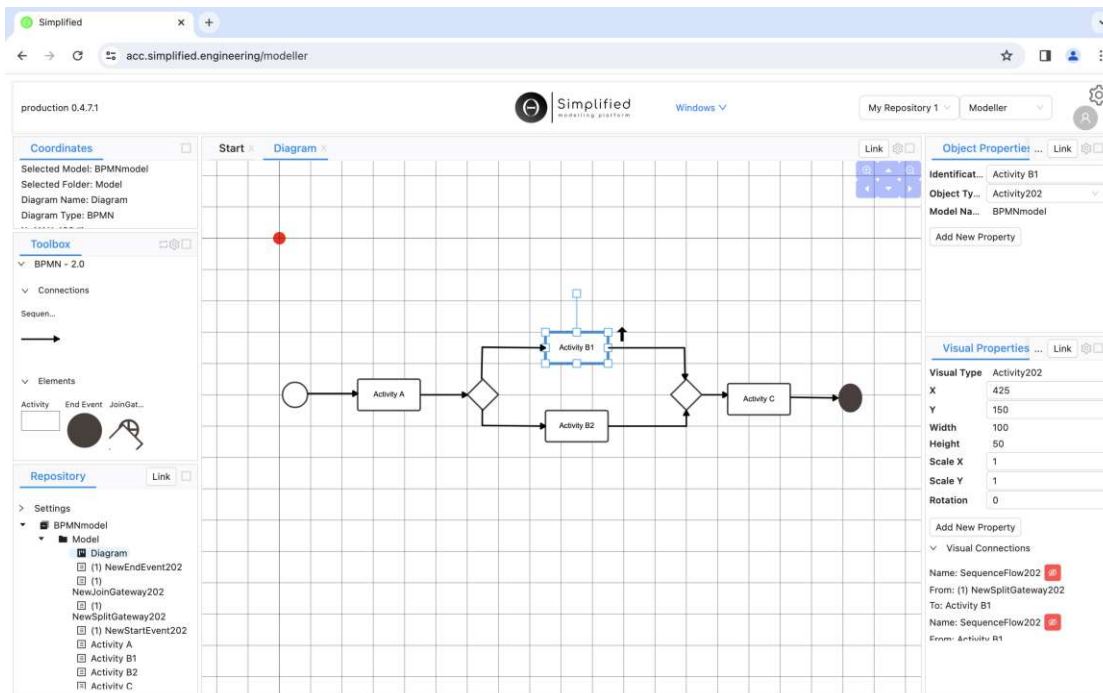 Simplified
acc.simplified.engineering/modeller
production 0.4.7.1
Simplified
modelling platform
Windows
My Repository 1
Modeller
Coordinates
Selected Model: BPMNmodel
Selected Folder: Model
Diagram Name: Diagram
Diagram Type: BPMN
Toolbox
BPMN - 2.0
Connections
Sequen...
Elements
Activity End Event JoinGat...
Repository Link
Settings
BPMNmodel
Model
Diagram
(1) NewEndEvent202
(1)
NewJoinGateway202
(1)
NewSplitGateway202
(1) NewStartEvent202
Activity A
Activity B1
Activity B2
Activity C
Start Diagram Link
Activity B1
Activity A
Activity C
Activity B2
Object Properties ... Link
Identificat... Activity B1
Object Ty... Activity202
Model Na... BPMNmodel
Add New Property
Visual Properties ... Link
Visual Type Activity202
X 425
Y 150
Width 100
Height 50
Scale X 1
Scale Y 1
Rotation 0
Add New Property
Visual Connections
Name: SequenceFlow202
From: (1) NewSplitGateway202
To: Activity B1
Name: SequenceFlow202
From: Activity B1